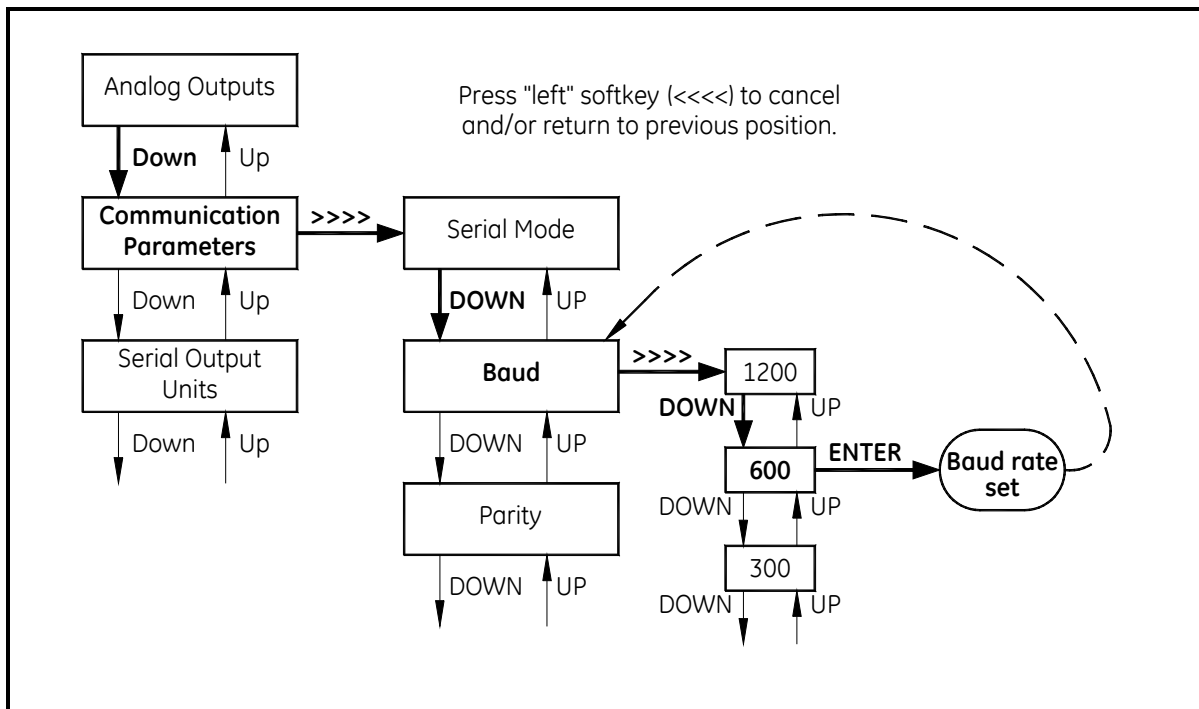 Analog Outputs
Press "left" softkey (<<<<) to cancel
and/or return to previous position.
Down Up
Communication
Parameters
>>>>
Serial Mode
Down Up
DOWN UP
Serial Output
Units
Baud
>>>>
1200
Down Up
DOWN UP
DOWN UP
600
ENTER
Baud rate
set
Parity
DOWN UP
300
DOWN UP
DOWN UP